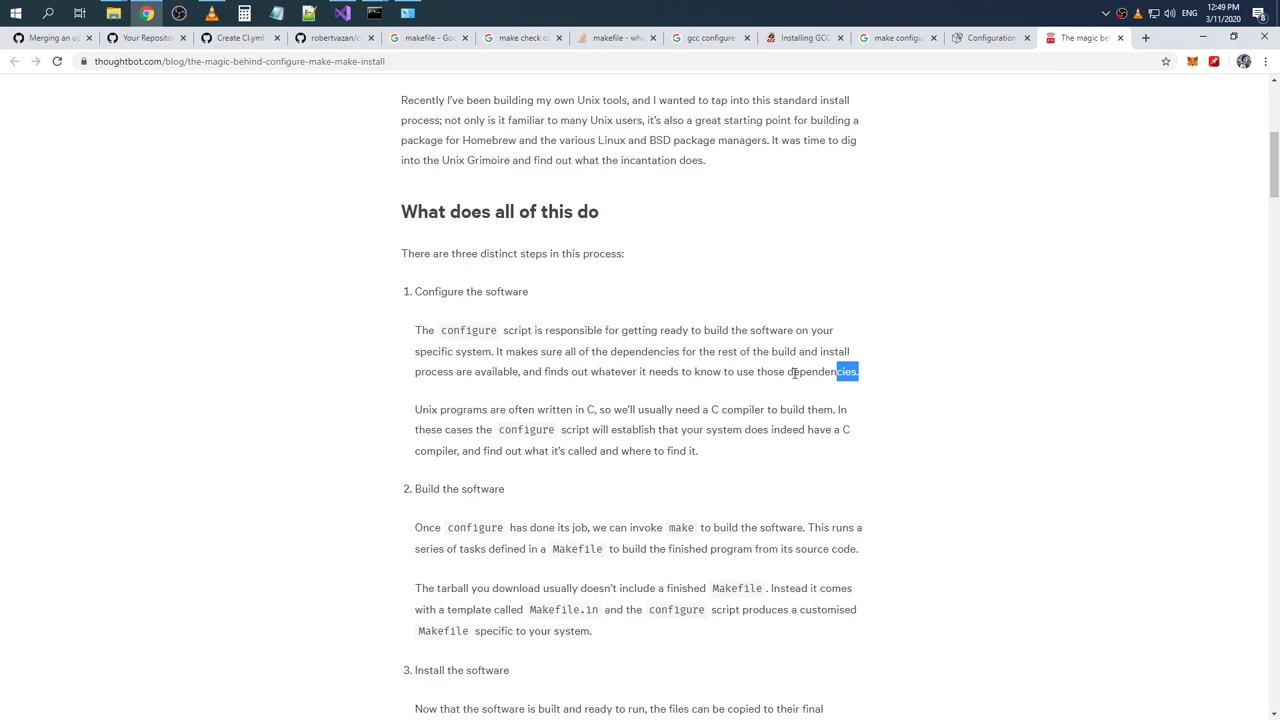 12:49 PM
ENG
3/11/2020
8
Merging an up
Your Reposito
Create CI.yml
robertvazan/c
makefile - Goo
make check co
makefile - wha
gcc configure
Installing GCC
make configu
Configuration
The magic beh
thoughtbot.com/blog/the-magic-behind-configure-make-make-install
Recently I've been building my own Unix tools, and I wanted to tap into this standard install
process; not only is it familiar to many Unix users, it's also a great starting point for building a
package for Homebrew and the various Linux and BSD package managers. It was time to dig
into the Unix Grimoire and find out what the incantation does.
What does all of this do
There are three distinct steps in this process:
1. Configure the software
The configure script is responsible for getting ready to build the software on your
specific system. It makes sure all of the dependencies for the rest of the build and install
process are available, and finds out whatever it needs to know to use those dependencies.
Unix programs are often written in C, so we'll usually need a C compiler to build them. In
these cases the configure script will establish that your system does indeed have a C
compiler, and find out what it's called and where to find it.
2. Build the software
Once configure has done its job, we can invoke make to build the software. This runs a
series of tasks defined in a Makefile to build the finished program from its source code.
The tarball you download usually doesn't include a finished Makefile. Instead it comes
with a template called Makefile.in and the configure script produces a customised
Makefile specific to your system.
3. Install the software
Now that the software is built and ready to run, the files can be copied to their final